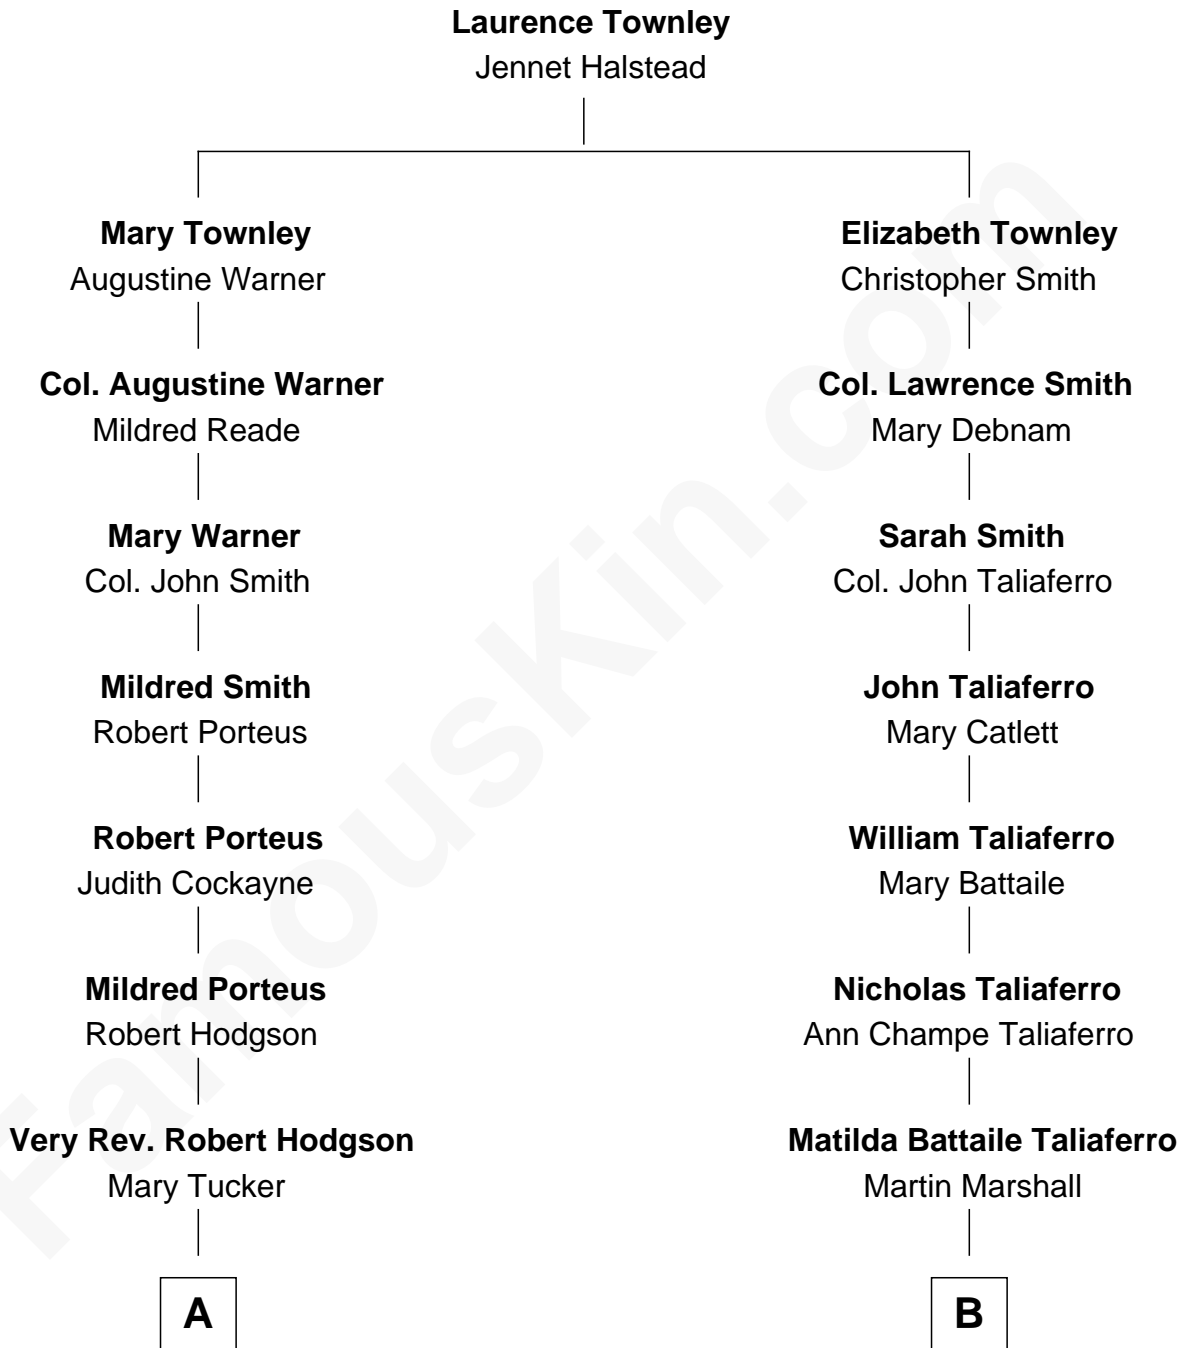 Laurence Townley
Jennet Halstead
Mary Townley
Augustine Warner
Elizabeth Townley
Christopher Smith
Col. Augustine Warner
Mildred Reade
Col. Lawrence Smith
Mary Debnam
Mary Warner
Col. John Smith
Sarah Smith
Col. John Taliaferro
Mildred Smith
Robert Porteus
John Taliaferro
Mary Catlett
Robert Porteus
Judith Cockayne
William Taliaferro
Mary Battaile
Mildred Porteus
Robert Hodgson
Nicholas Taliaferro
Ann Champe Taliaferro
Very Rev. Robert Hodgson
Mary Tucker
Matilda Battaile Taliaferro
Martin Marshall
A
B
FamousKin.com